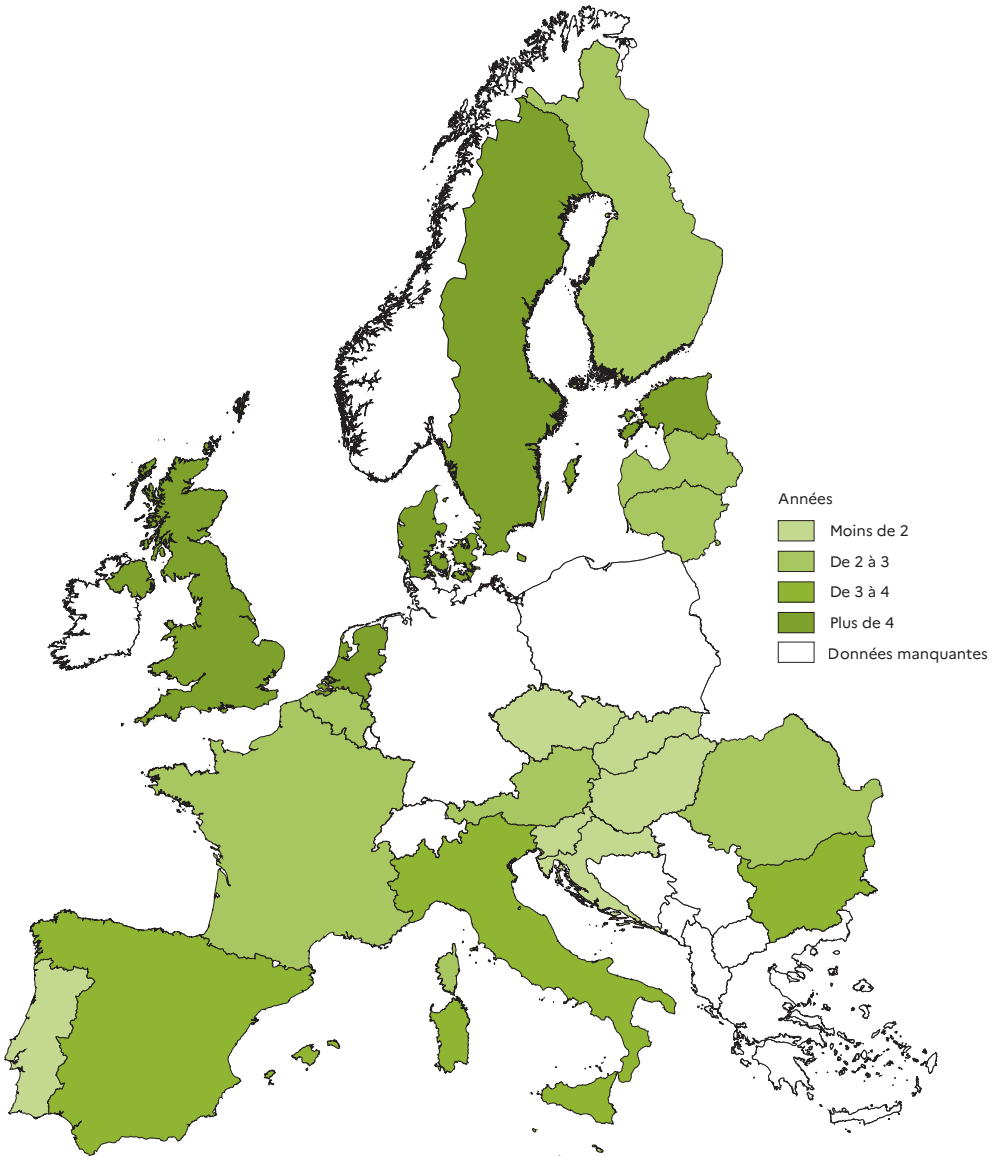 Années
Moins de 2
De 2 à 3
De 3 à 4
Plus de 4
Données manquantes